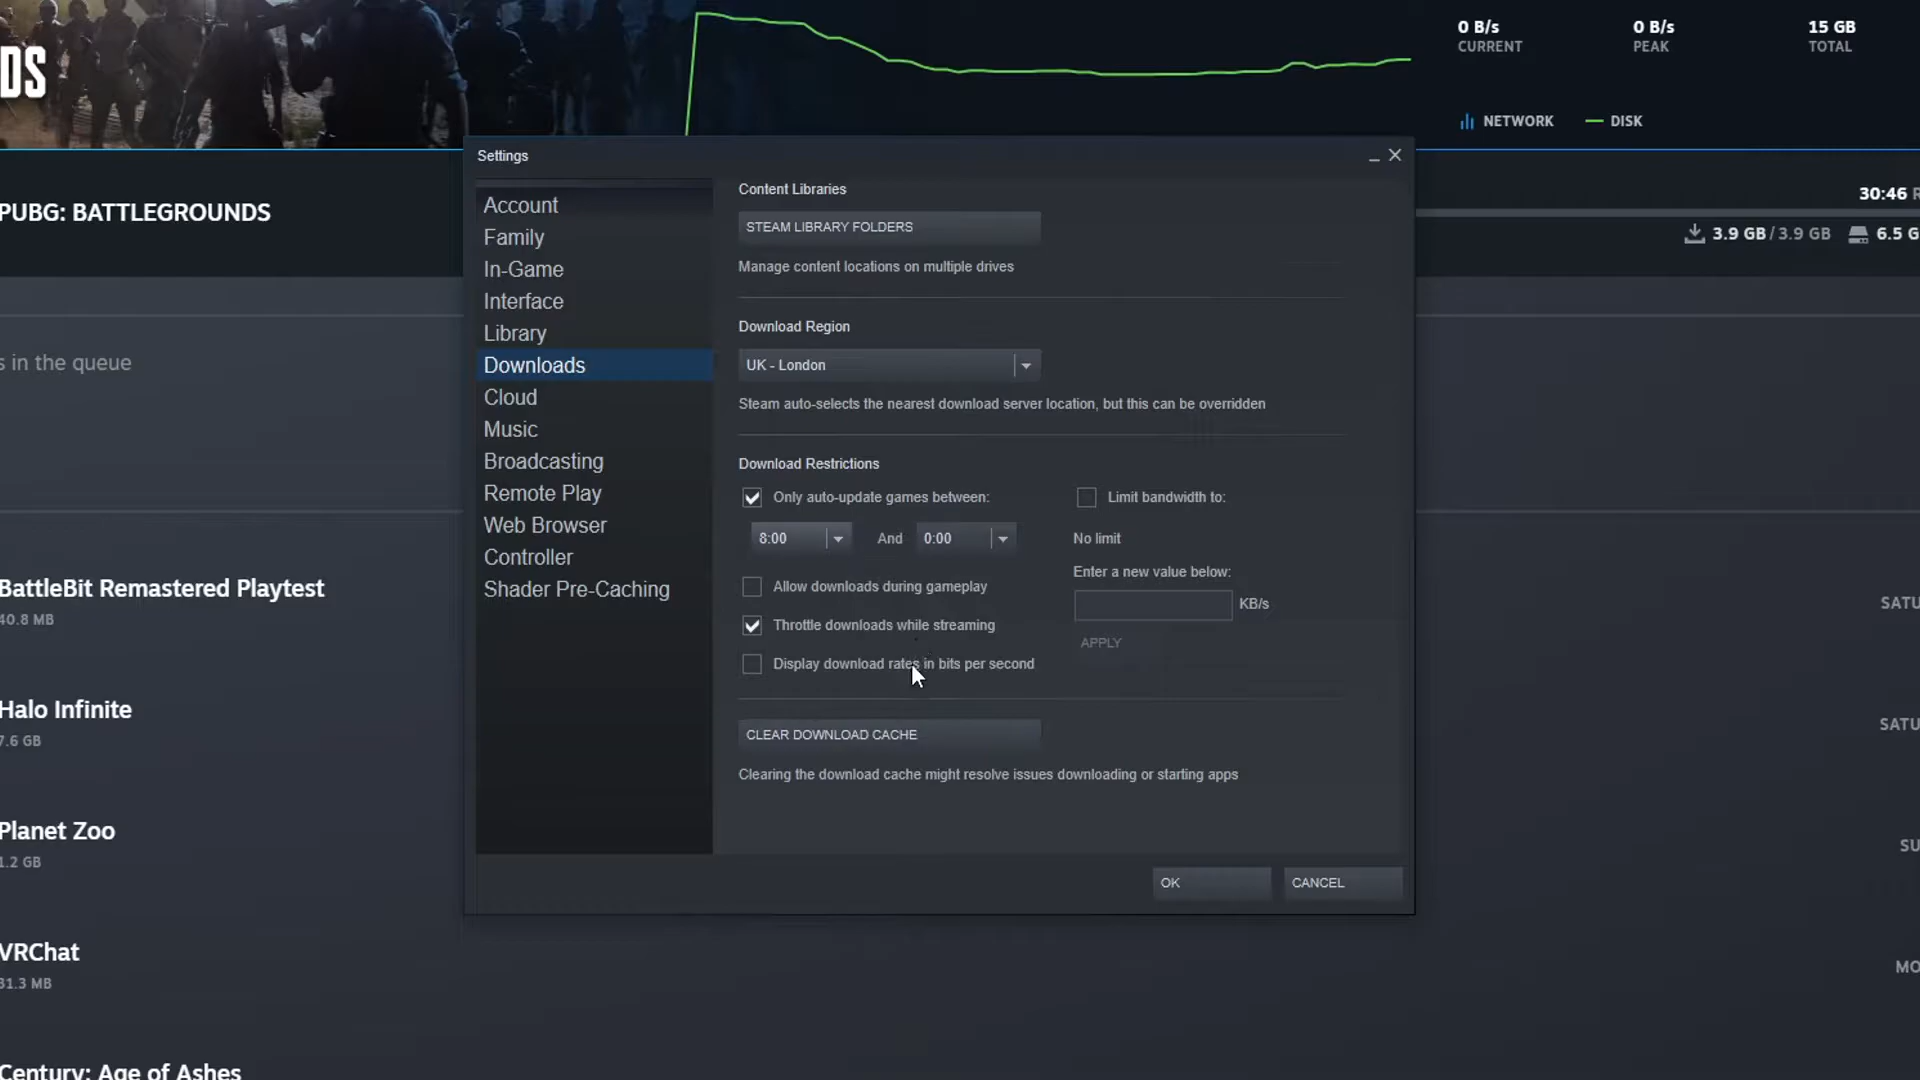 DS
0 B/s
CURRENT
0 B/s
PEAK
15 GB
TOTAL
NETWORK
DISK
PUBG: BATTLEGROUNDS
30:46
3.9 GB / 3.9 GB
6.5 G
s in the queue
BattleBit Remastered Playtest
40.8 MB
SATU
Halo Infinite
7.6 GB
SATU
Planet Zoo
1.2 GB
SU
VRChat
31.3 MB
MO
Century: Age of Ashes
Settings
Account
Family
In-Game
Interface
Library
Downloads
Cloud
Music
Broadcasting
Remote Play
Web Browser
Controller
Shader Pre-Caching
Content Libraries
STEAM LIBRARY FOLDERS
Manage content locations on multiple drives
Download Region
UK - London
Steam auto-selects the nearest download server location, but this can be overridden
Download Restrictions
Only auto-update games between:
8:00 And 0:00
Allow downloads during gameplay
Throttle downloads while streaming
Display download rates in bits per second
Limit bandwidth to:
No limit
Enter a new value below:
KB/s
APPLY
CLEAR DOWNLOAD CACHE
Clearing the download cache might resolve issues downloading or starting apps
OK
CANCEL